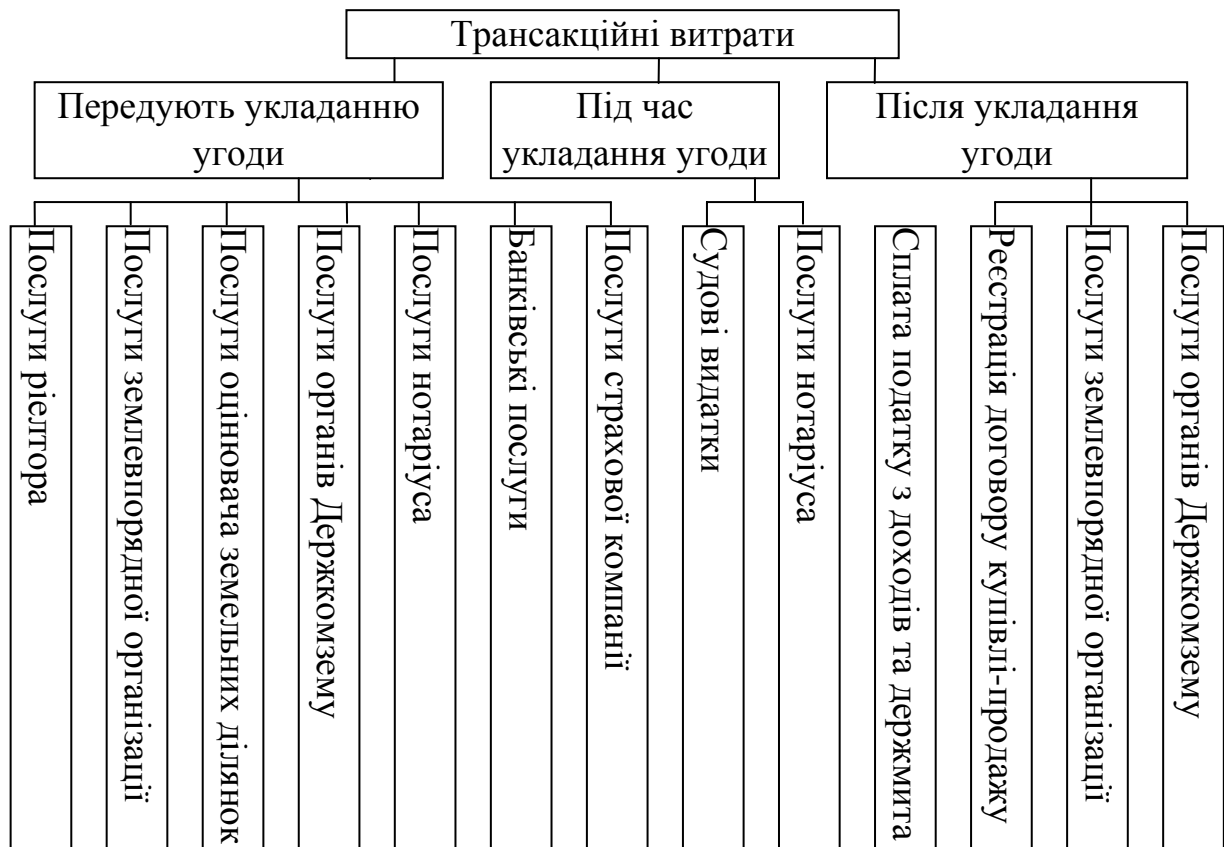 Трансакційні витрати
Передують укладанню
угоди
Під час
укладання угоди
Після укладання
угоди
Послуги ріелтора
Послуги землевпорядної організації
Послуги оцінювача земельних ділянок
Послуги органів Держкомзему
Послуги нотаріуса
Банківські послуги
Послуги страхової компанії
Судові видатки
Послуги нотаріуса
Сплата податку з доходів та держмита
Реєстрація договору купівлі-продажу
Послуги землевпорядної організації
Послуги органів Держкомзему